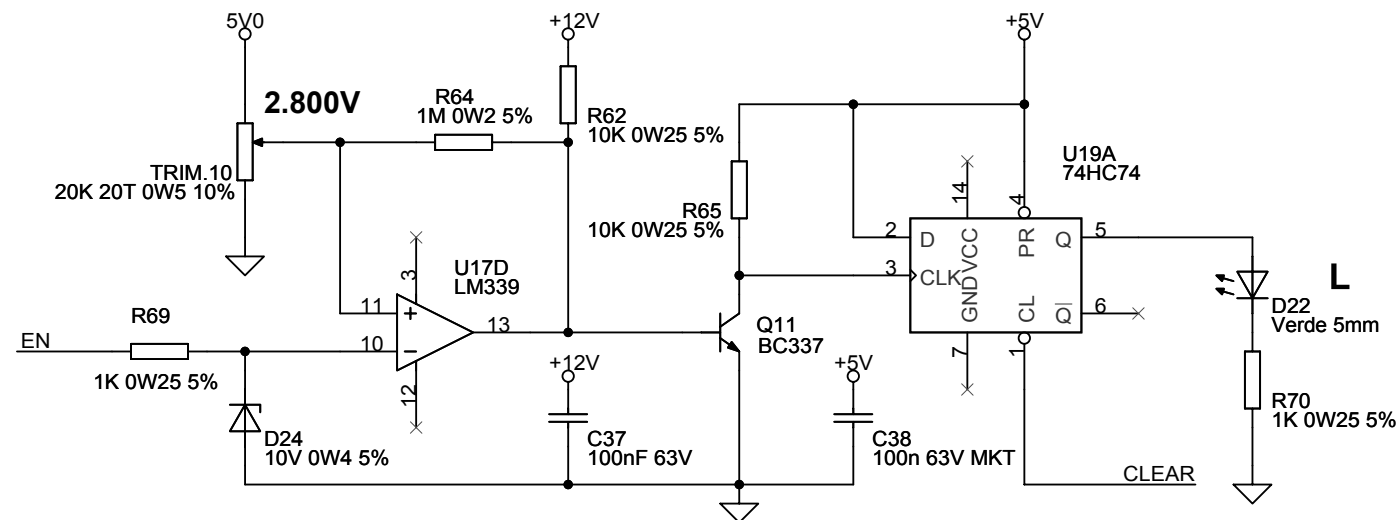 5V0
+12V
+5V
2.800V
R64
1M 0W2 5%
R62
10K 0W25 5%
TRIM.10
20K 20T 0W5 10%
U19A
74HC74
R65
10K 0W25 5%
14
4
2
D
VCC
PR
Q
5
3
CLK
GND
CL
Q
6
7
1
3
U17D
LM339
11
+
13
10
−
12
R69
EN
1K 0W25 5%
Q11
BC337
L
D22
Verde 5mm
+12V
+5V
D24
10V 0W4 5%
C37
100nF 63V
C38
100n 63V MKT
R70
1K 0W25 5%
CLEAR